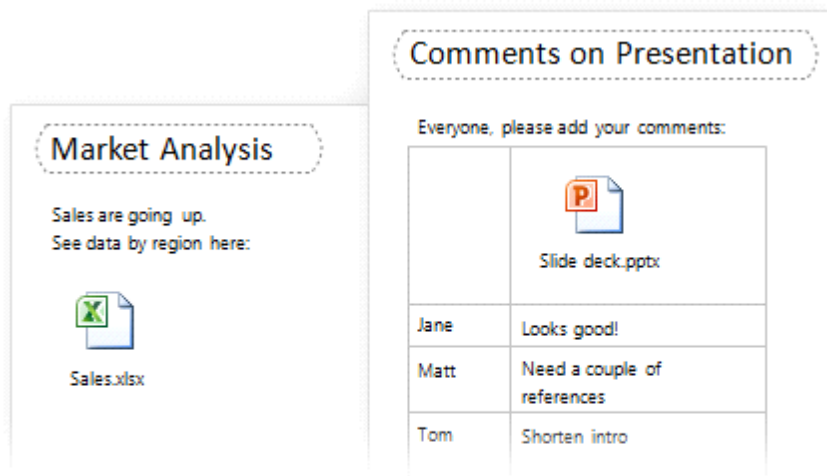 Market Analysis
Sales are going up.
See data by region here:
Sales.xlsx
Comments on Presentation
Everyone, please add your comments:
P
Slide deck.pptx
Jane
Looks good!
Matt
Need a couple of
references
Tom
Shorten intro